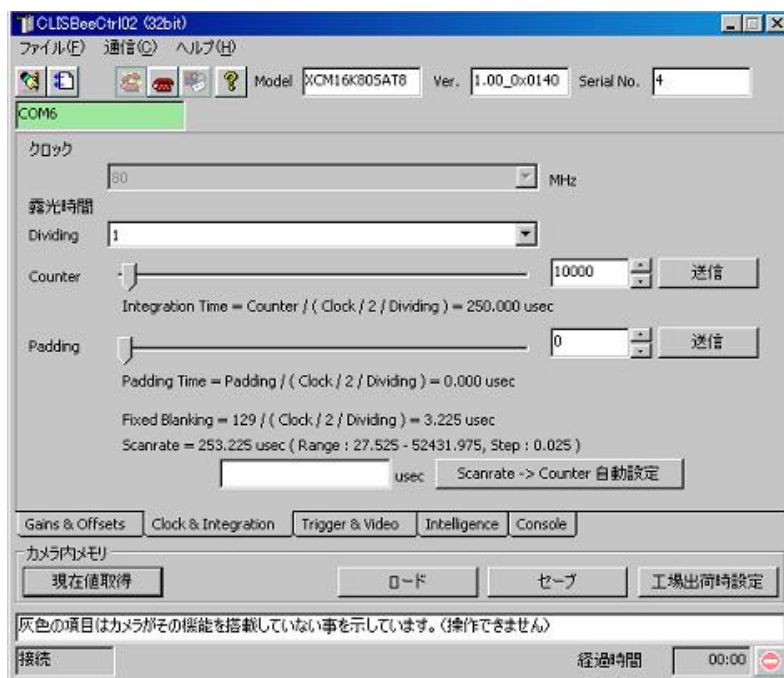 CLISBeeCtrl02 (32bit)
ファイル(F) 通信(C) ヘルプ(H)
Model XCM16K80SAT8 Ver. 1.00_0x0140 Serial No. 4
COM6
クロック
80 MHz
露光時間
Dividing 1
Counter 10000 送信
Integration Time = Counter / ( Clock / 2 / Dividing ) = 250.000 usec
Padding 0 送信
Padding Time = Padding / ( Clock / 2 / Dividing ) = 0.000 usec
Fixed Blanking = 129 / ( Clock / 2 / Dividing ) = 3.225 usec
Scanrate = 253.225 usec ( Range : 27.525 - 52431.975, Step : 0.025 )
usec Scanrate -> Counter 自動設定
Gains & Offsets Clock & Integration Trigger & Video Intelligence Console
カメラ内メモリ
現在値取得 ロード セーブ 工場出荷時設定
灰色の項目はカメラがその機能を搭載していない事を示しています。(操作できません)
接続 経過時間 00:00